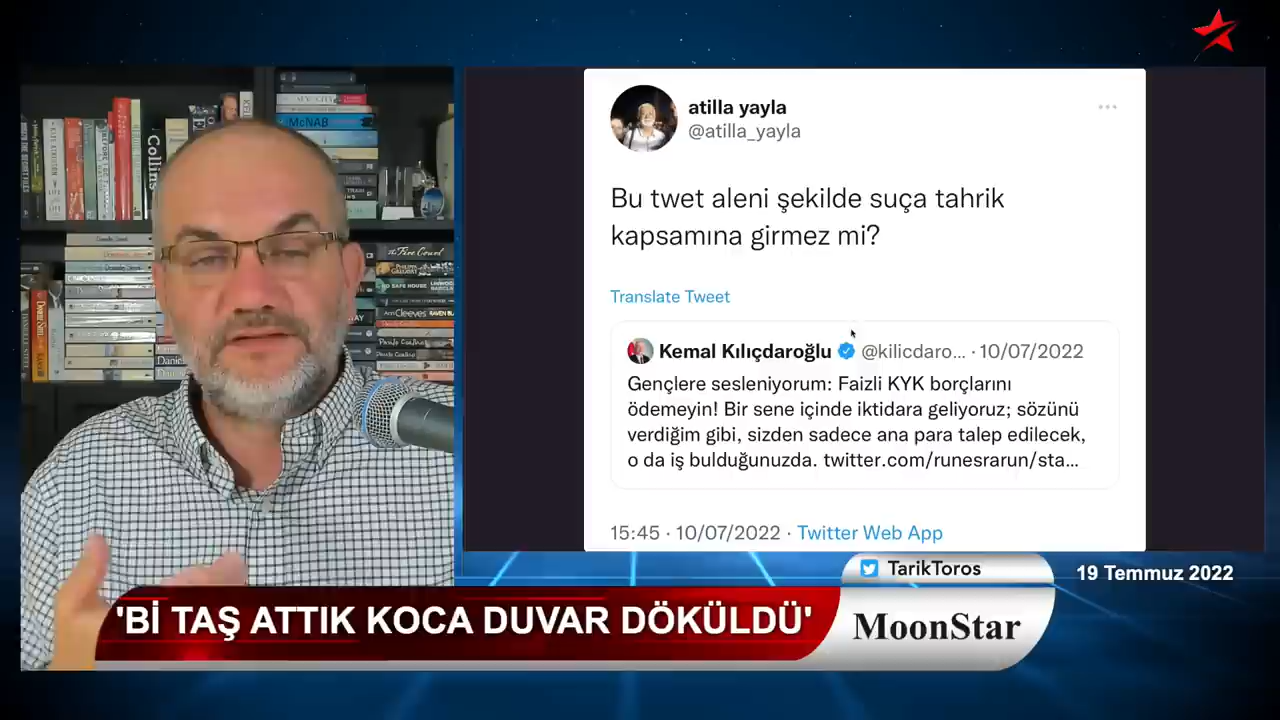 atilla yayla
@atilla_yayla
Bu twet aleni şekilde suça tahrik
kapsamına girmez mi?
Translate Tweet
Kemal Kılıçdaroğlu @kilicdaro... · 10/07/2022
Gençlere sesleniyorum: Faizli KYK borçlarını
ödemeyin! Bir sene içinde iktidara geliyoruz; sözünü
verdiğim gibi, sizden sadece ana para talep edilecek,
o da iş bulduğunuzda. twitter.com/runesrarun/sta...
15:45 · 10/07/2022 · Twitter Web App
TarikToros
19 Temmuz 2022
'Bİ TAŞ ATTIK KOCA DUVAR DÖKÜLDÜ'
MoonStar
Collins
McNAB